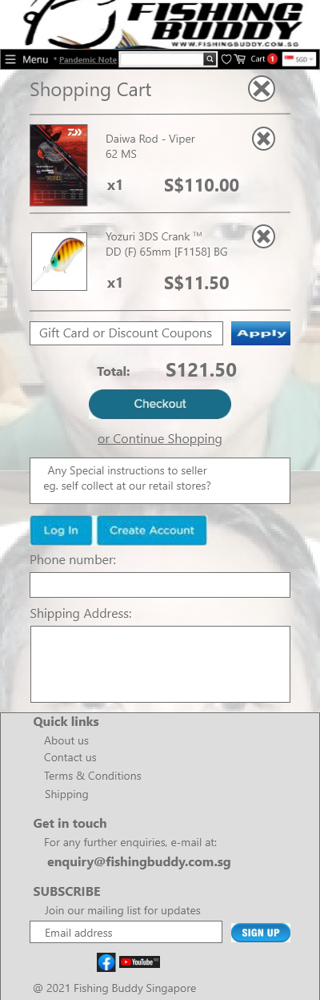 FISHING
BUDDY
WWW.FISHINGBUDDY.COM.SG
Menu * Pandemic Note Cart 1 SGD
Shopping Cart
Daiwa Rod - Viper
62 MS
x1 S$110.00
Yozuri 3DS Crank ™
DD (F) 65mm [F1158] BG
x1 S$11.50
Gift Card or Discount Coupons Apply
Total: S121.50
Checkout
or Continue Shopping
Any Special instructions to seller
eg. self collect at our retail stores?
Log In Create Account
Phone number:
Shipping Address:
Quick links
About us
Contact us
Terms & Conditions
Shipping
Get in touch
For any further enquiries, e-mail at:
enquiry@fishingbuddy.com.sg
SUBSCRIBE
Join our mailing list for updates
Email address SIGN UP
YouTube
@ 2021 Fishing Buddy Singapore